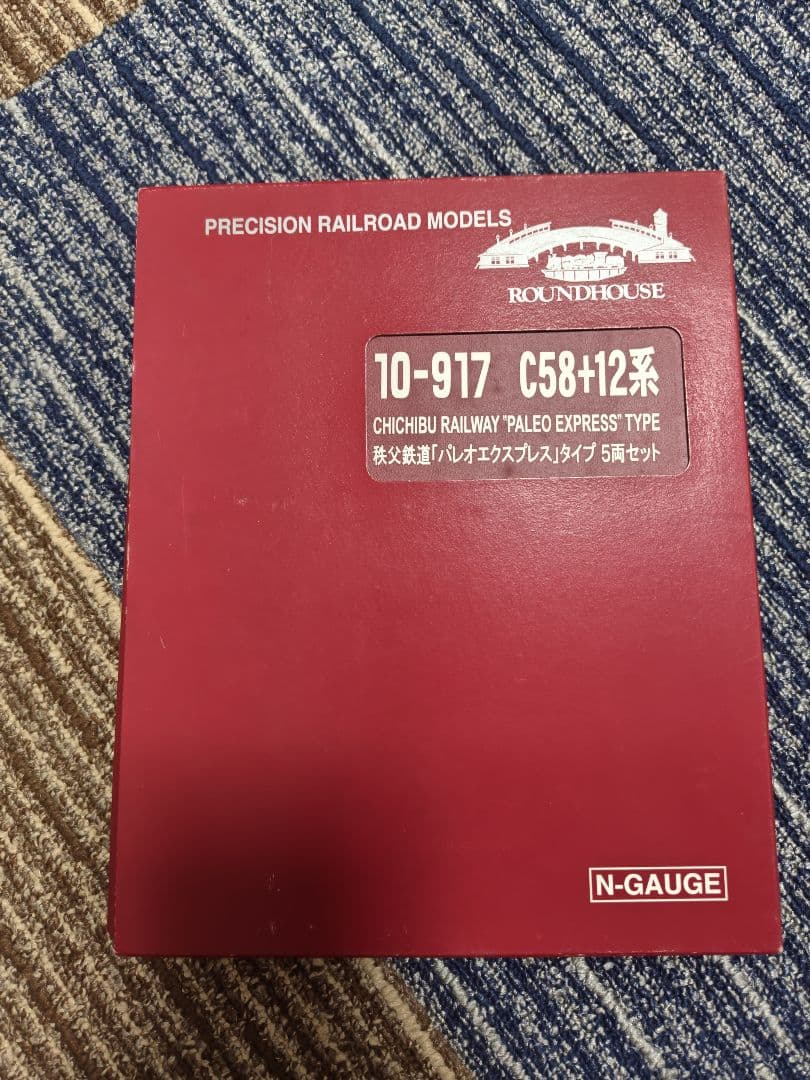 PRECISION RAILROAD MODELS
ROUNDHOUSE
10-917 C58+12系
CHICHIBU RAILWAY "PALEO EXPRESS" TYPE
秩父鉄道「パレオエクスプレス」タイプ 5両セット
N-GAUGE